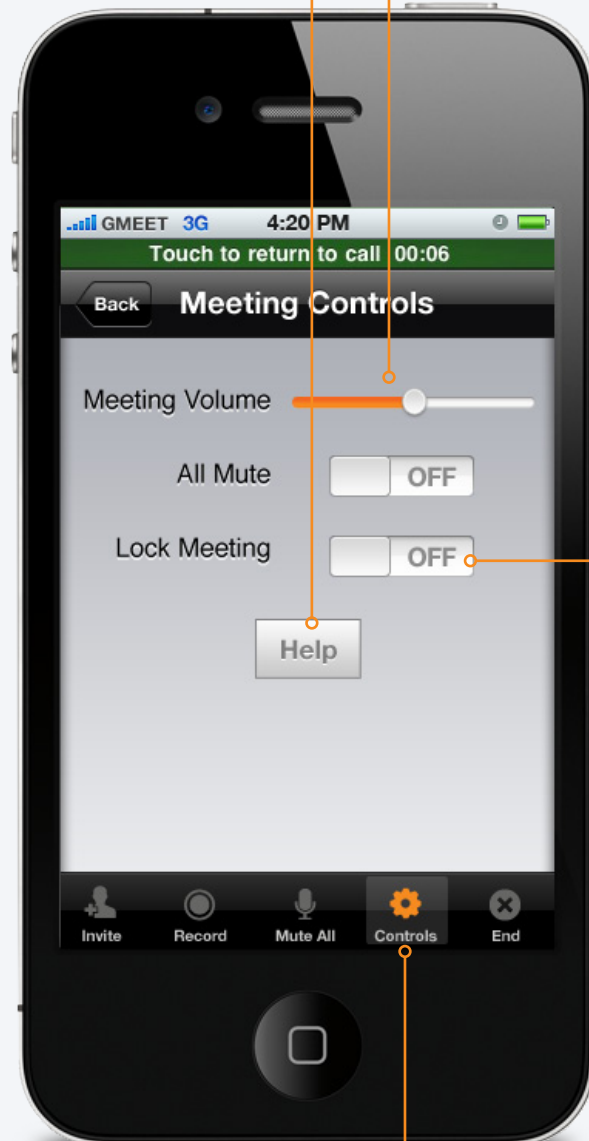 GMEET 3G 4:20 PM
Touch to return to call 00:06
Back Meeting Controls
Meeting Volume
All Mute OFF
Lock Meeting OFF
Help
Invite Record Mute All Controls End